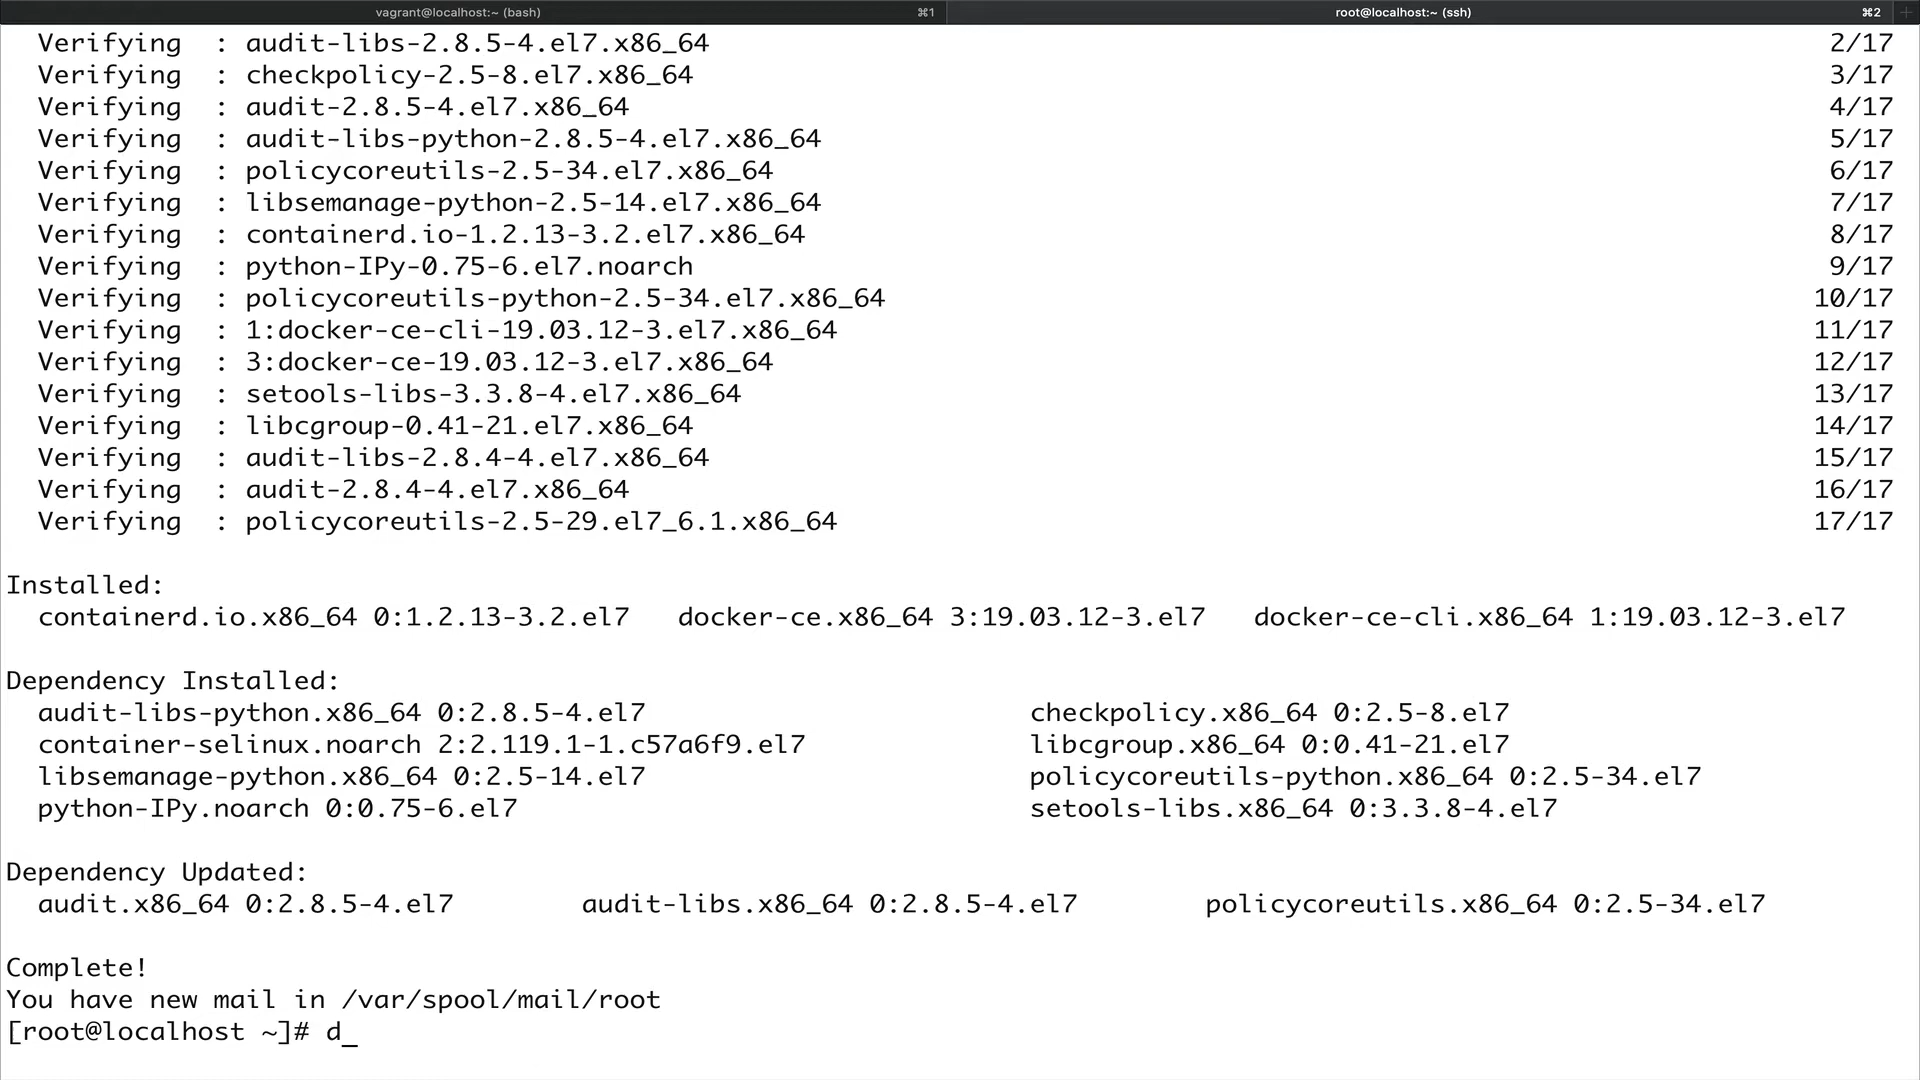 vagrant@localhost:~ (bash) ⌘1 root@localhost:~ (ssh) ⌘2
Verifying : audit-libs-2.8.5-4.el7.x86_64 2/17
Verifying : checkpolicy-2.5-8.el7.x86_64 3/17
Verifying : audit-2.8.5-4.el7.x86_64 4/17
Verifying : audit-libs-python-2.8.5-4.el7.x86_64 5/17
Verifying : policycoreutils-2.5-34.el7.x86_64 6/17
Verifying : libsemanage-python-2.5-14.el7.x86_64 7/17
Verifying : containerd.io-1.2.13-3.2.el7.x86_64 8/17
Verifying : python-IPy-0.75-6.el7.noarch 9/17
Verifying : policycoreutils-python-2.5-34.el7.x86_64 10/17
Verifying : 1:docker-ce-cli-19.03.12-3.el7.x86_64 11/17
Verifying : 3:docker-ce-19.03.12-3.el7.x86_64 12/17
Verifying : setools-libs-3.3.8-4.el7.x86_64 13/17
Verifying : libcgroup-0.41-21.el7.x86_64 14/17
Verifying : audit-libs-2.8.4-4.el7.x86_64 15/17
Verifying : audit-2.8.4-4.el7.x86_64 16/17
Verifying : policycoreutils-2.5-29.el7_6.1.x86_64 17/17
Installed:
containerd.io.x86_64 0:1.2.13-3.2.el7 docker-ce.x86_64 3:19.03.12-3.el7 docker-ce-cli.x86_64 1:19.03.12-3.el7
Dependency Installed:
audit-libs-python.x86_64 0:2.8.5-4.el7 checkpolicy.x86_64 0:2.5-8.el7
container-selinux.noarch 2:2.119.1-1.c57a6f9.el7 libcgroup.x86_64 0:0.41-21.el7
libsemanage-python.x86_64 0:2.5-14.el7 policycoreutils-python.x86_64 0:2.5-34.el7
python-IPy.noarch 0:0.75-6.el7 setools-libs.x86_64 0:3.3.8-4.el7
Dependency Updated:
audit.x86_64 0:2.8.5-4.el7 audit-libs.x86_64 0:2.8.5-4.el7 policycoreutils.x86_64 0:2.5-34.el7
Complete!
You have new mail in /var/spool/mail/root
[root@localhost ~]# d_